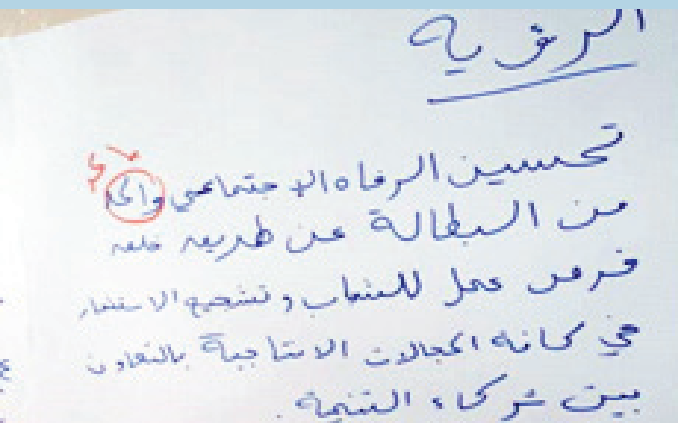 الرؤية
تحسين الرفاه الاجتماعي والحد
من البطالة عن طريق خلق
فرص عمل للشباب وتشجيع الاستثمار
في كافة المجالات الانتاجية بالتعاون
بين شركاء التنمية.